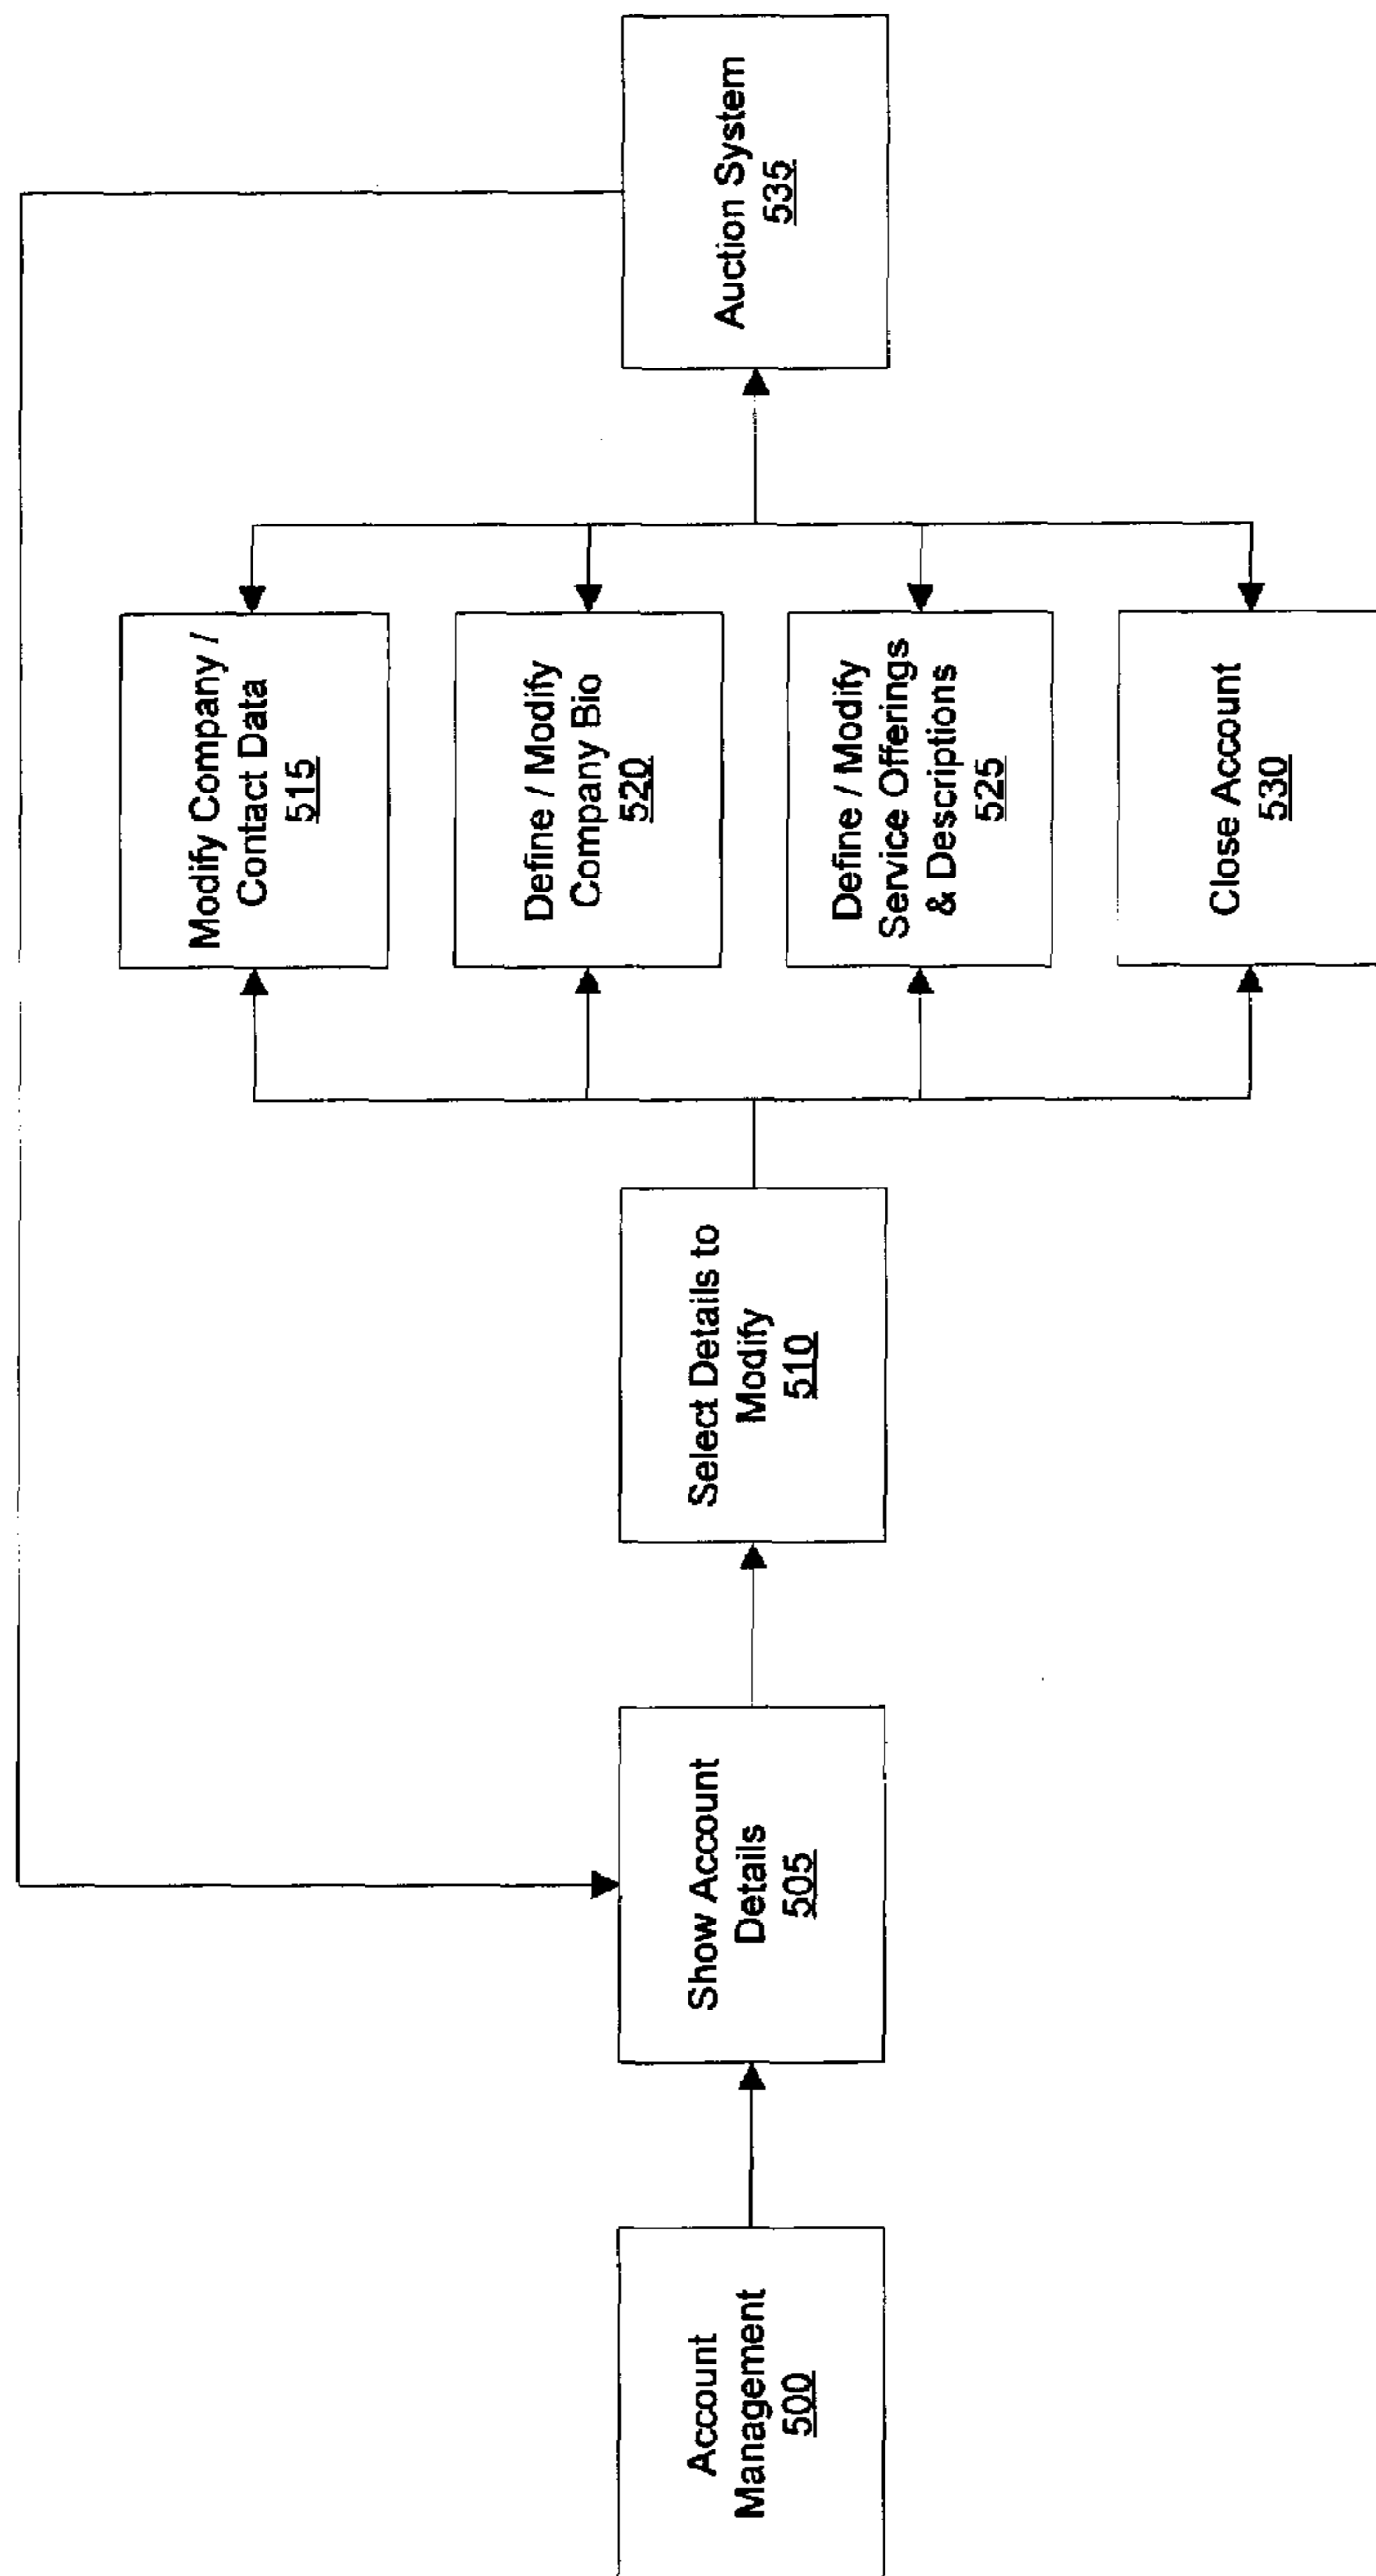 Account
Management
500
Show Account
Details
505
Select Details to
Modify
510
Modify Company /
Contact Data
515
Define / Modify
Company Bio
520
Define / Modify
Service Offerings
& Descriptions
525
Close Account
530
Auction System
535